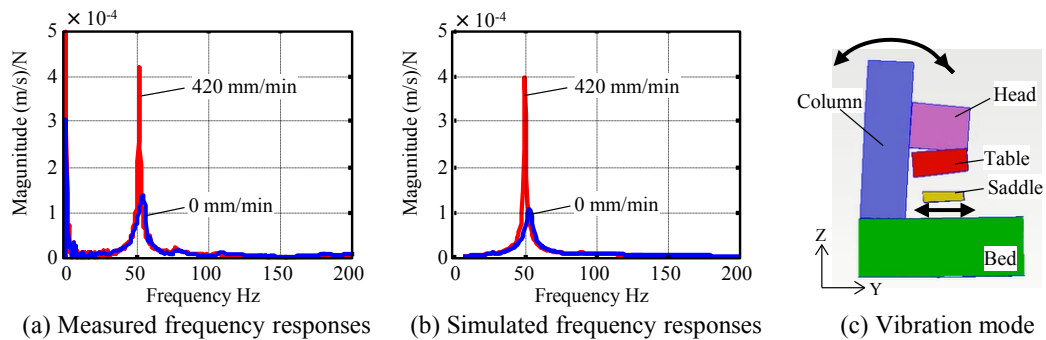 × 10⁻⁴
Magunitude (m/s)/N
5
4
3
2
1
0
420 mm/min
0 mm/min
0 50 100 150 200
Frequency Hz
(a) Measured frequency responses
× 10⁻⁴
Magunitude (m/s)/N
5
4
3
2
1
0
420 mm/min
0 mm/min
0 50 100 150 200
Frequency Hz
(b) Simulated frequency responses
Column
Head
Table
Saddle
Bed
Z
Y
(c) Vibration mode